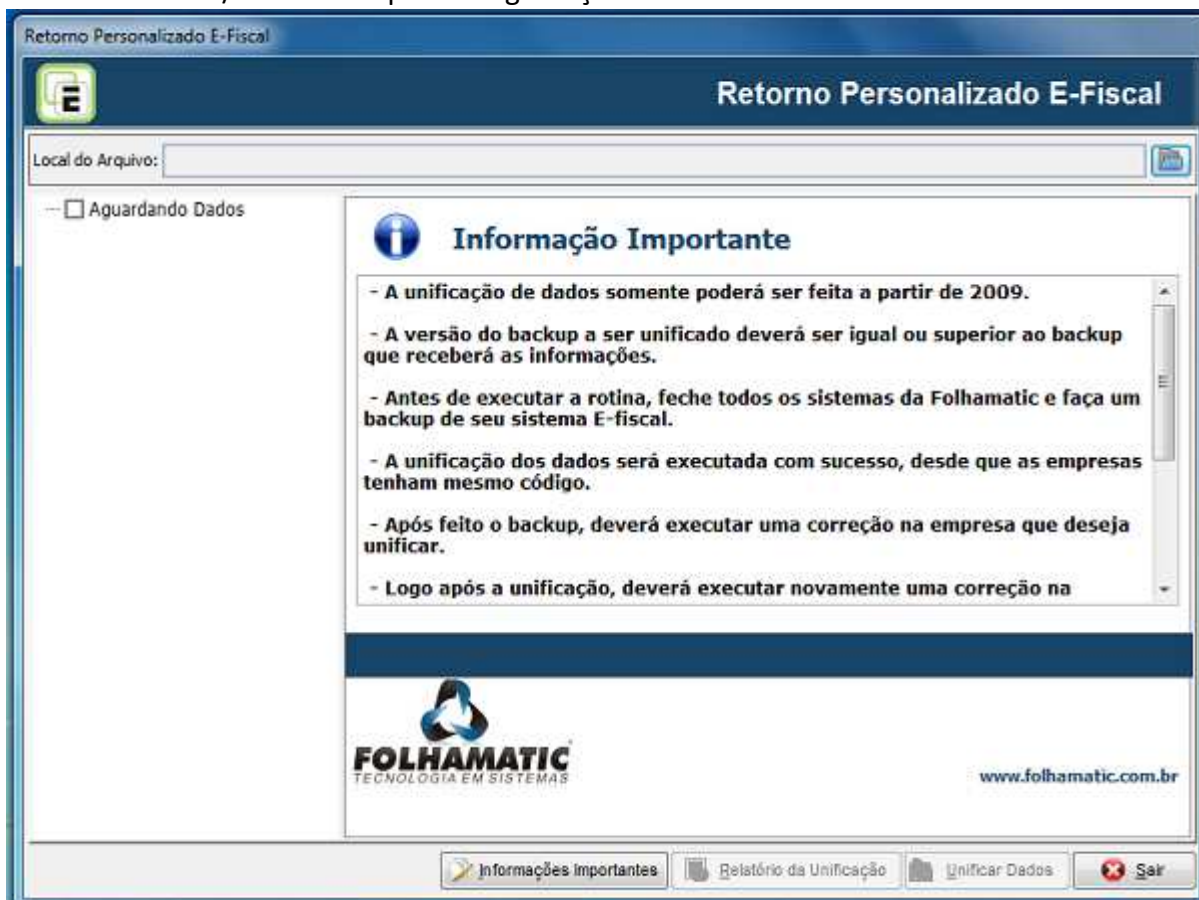 Retorno Personalizado E-Fiscal
E
Retorno Personalizado E-Fiscal
Local do Arquivo:
Aguardando Dados
Informação Importante
- A unificação de dados somente poderá ser feita a partir de 2009.
- A versão do backup a ser unificado deverá ser igual ou superior ao backup
que receberá as informações.
- Antes de executar a rotina, feche todos os sistemas da Folhamatic e faça um
backup de seu sistema E-fiscal.
- A unificação dos dados será executada com sucesso, desde que as empresas
tenham mesmo código.
- Após feito o backup, deverá executar uma correção na empresa que deseja
unificar.
- Logo após a unificação, deverá executar novamente uma correção na
FOLHAMATIC
TECNOLOGIA EM SISTEMAS
www.folhamatic.com.br
Informações Importantes
Relatório da Unificação
Unificar Dados
Sair